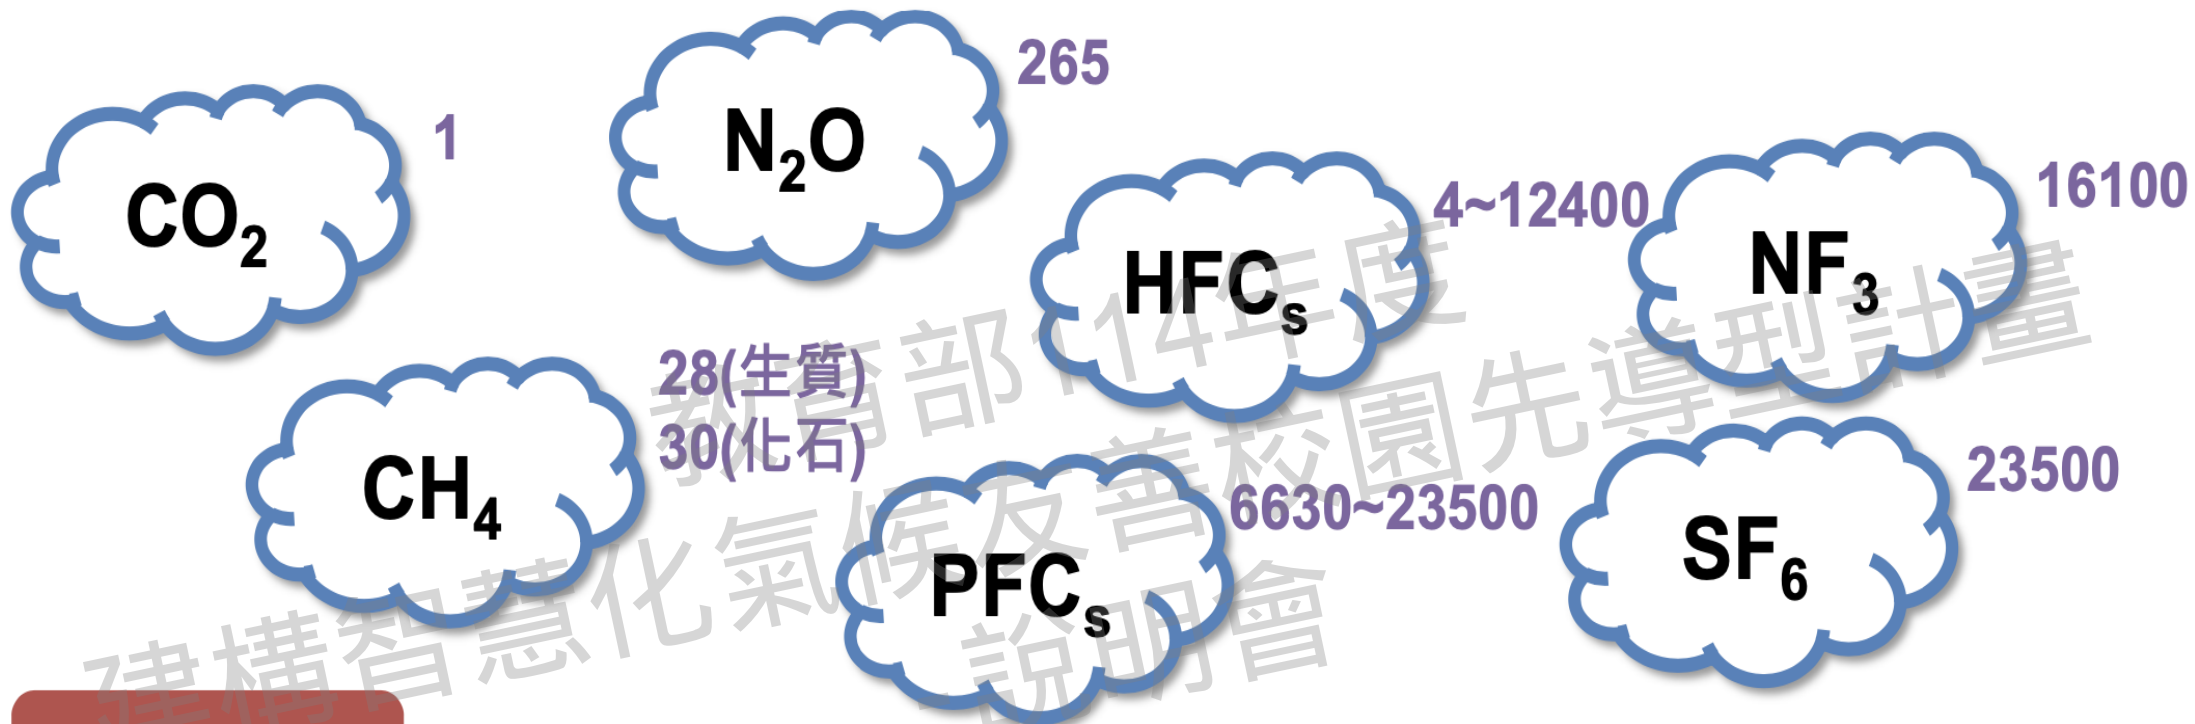 CO₂
1
N₂O
265
HFCₛ
4~12400
NF₃
16100
CH₄
28(生質)
30(化石)
PFCₛ
6630~23500
SF₆
23500
教育部114年度
建構智慧化氣候友善校園先導型計畫
說明會